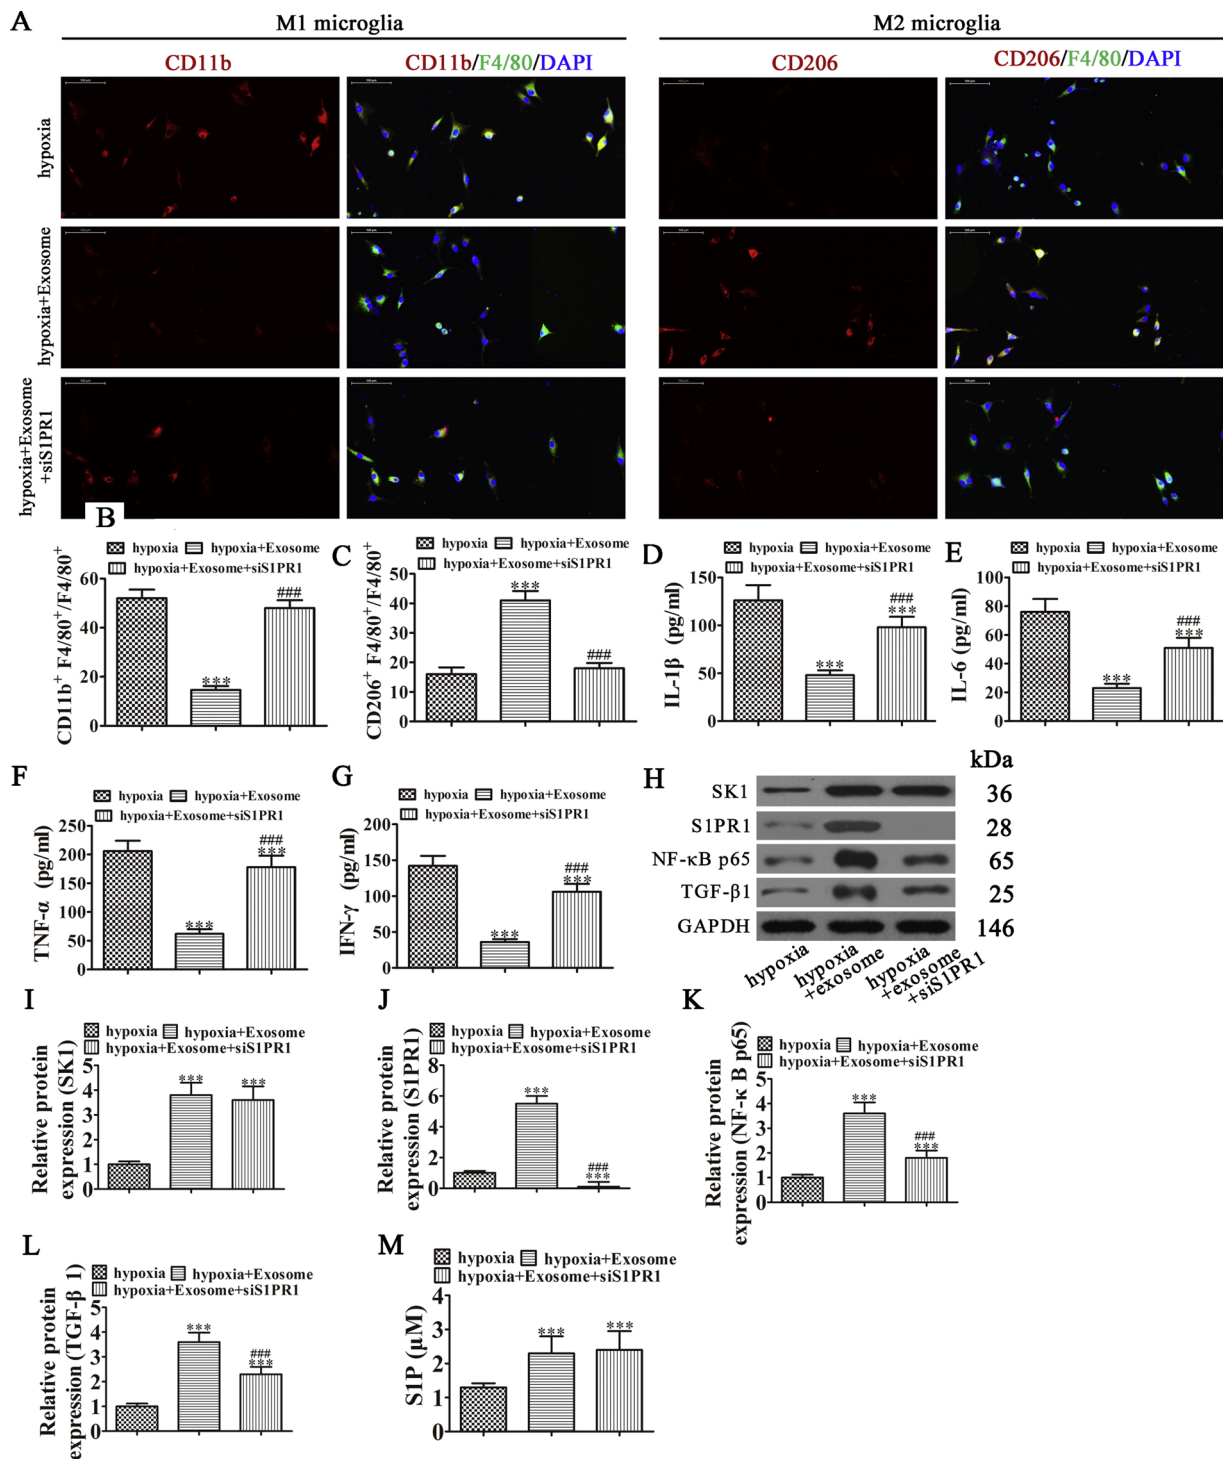 A
M1 microglia
M2 microglia
CD11b
CD11b/F4/80/DAPI
CD206
CD206/F4/80/DAPI
hypoxia
hypoxia+Exosome
hypoxia+Exosome
+siS1PR1
B
hypoxia
hypoxia+Exosome
hypoxia+Exosome+siS1PR1
CD11b+ F4/80+/F4/80+
60
40
20
0
***
###
C
hypoxia
hypoxia+Exosome
hypoxia+Exosome+siS1PR1
CD206+ F4/80+/F4/80+
50
40
30
20
10
0
***
###
D
hypoxia
hypoxia+Exosome
hypoxia+Exosome+siS1PR1
IL-1β (pg/ml)
150
100
50
0
***
###
***
E
hypoxia
hypoxia+Exosome
hypoxia+Exosome+siS1PR1
IL-6 (pg/ml)
80
60
40
20
0
***
###
***
F
hypoxia
hypoxia+Exosome
hypoxia+Exosome+siS1PR1
TNF-α (pg/ml)
250
200
150
100
50
0
***
###
***
G
hypoxia
hypoxia+Exosome
hypoxia+Exosome+siS1PR1
IFN-γ (pg/ml)
200
150
100
50
0
***
###
***
H
kDa
SK1 36
S1PR1 28
NF-κB p65 65
TGF-β1 25
GAPDH 146
hypoxia
hypoxia
+exosome
hypoxia
+exosome
+siS1PR1
I
hypoxia
hypoxia+Exosome
hypoxia+Exosome+siS1PR1
Relative protein
expression (SK1)
5
4
3
2
1
0
***
***
J
hypoxia
hypoxia+Exosome
hypoxia+Exosome+siS1PR1
Relative protein
expression (S1PR1)
8
6
4
2
0
***
###
***
K
hypoxia
hypoxia+Exosome
hypoxia+Exosome+siS1PR1
Relative protein
expression (NF-κ B p65)
5
4
3
2
1
0
***
###
***
L
hypoxia
hypoxia+Exosome
hypoxia+Exosome+siS1PR1
Relative protein
expression (TGF-β 1)
5
4
3
2
1
0
***
###
***
M
hypoxia
hypoxia+Exosome
hypoxia+Exosome+siS1PR1
S1P (μM)
4
3
2
1
0
***
***